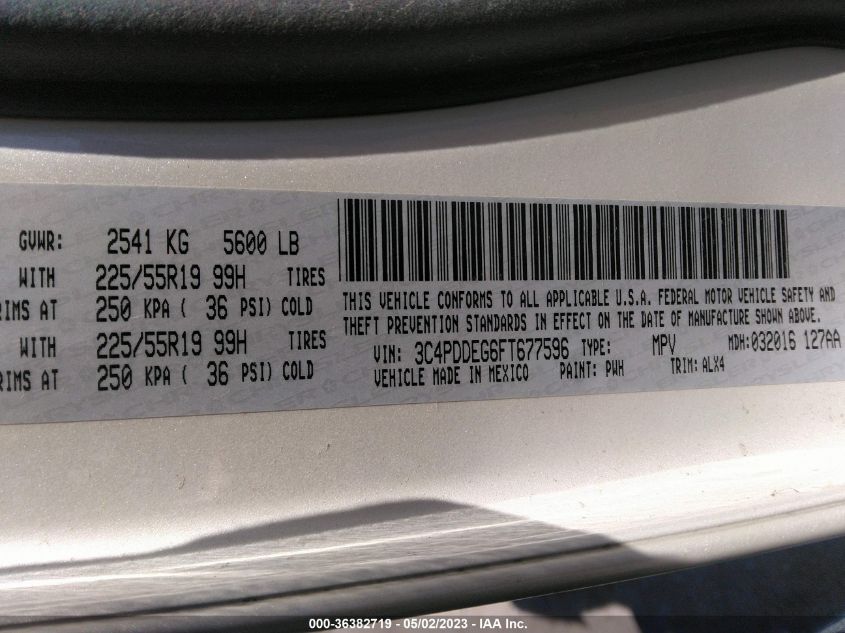 GVWR: 2541 KG 5600 LB
WITH 225/55R19 99H TIRES
RIMS AT 250 KPA ( 36 PSI) COLD
WITH 225/55R19 99H TIRES
RIMS AT 250 KPA ( 36 PSI) COLD
THIS VEHICLE CONFORMS TO ALL APPLICABLE U.S.A. FEDERAL MOTOR VEHICLE SAFETY AND
THEFT PREVENTION STANDARDS IN EFFECT ON THE DATE OF MANUFACTURE SHOWN ABOVE.
VIN: 3C4PDDEG6FT677596 TYPE: MPV MDH:032016 127AA
VEHICLE MADE IN MEXICO PAINT: PWH TRIM: ALX4
000-36382719 - 05/02/2023 - IAA Inc.